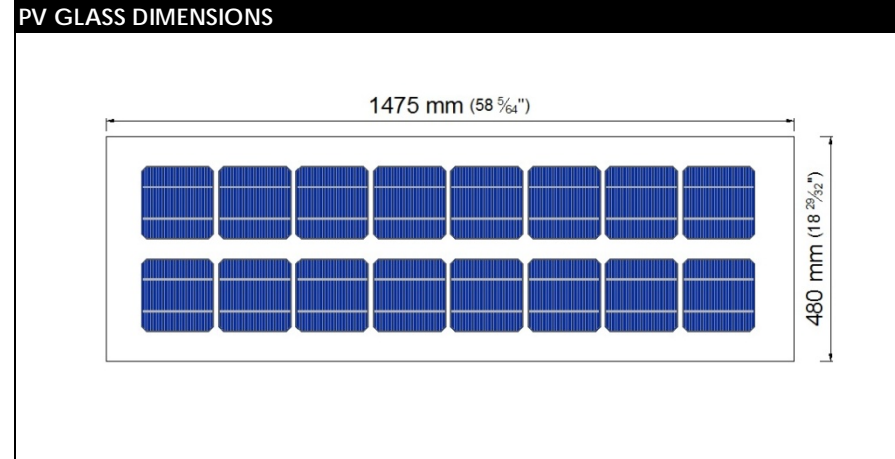 PV GLASS DIMENSIONS
1475 mm (58 5⁄64")
480 mm (18 29⁄32")